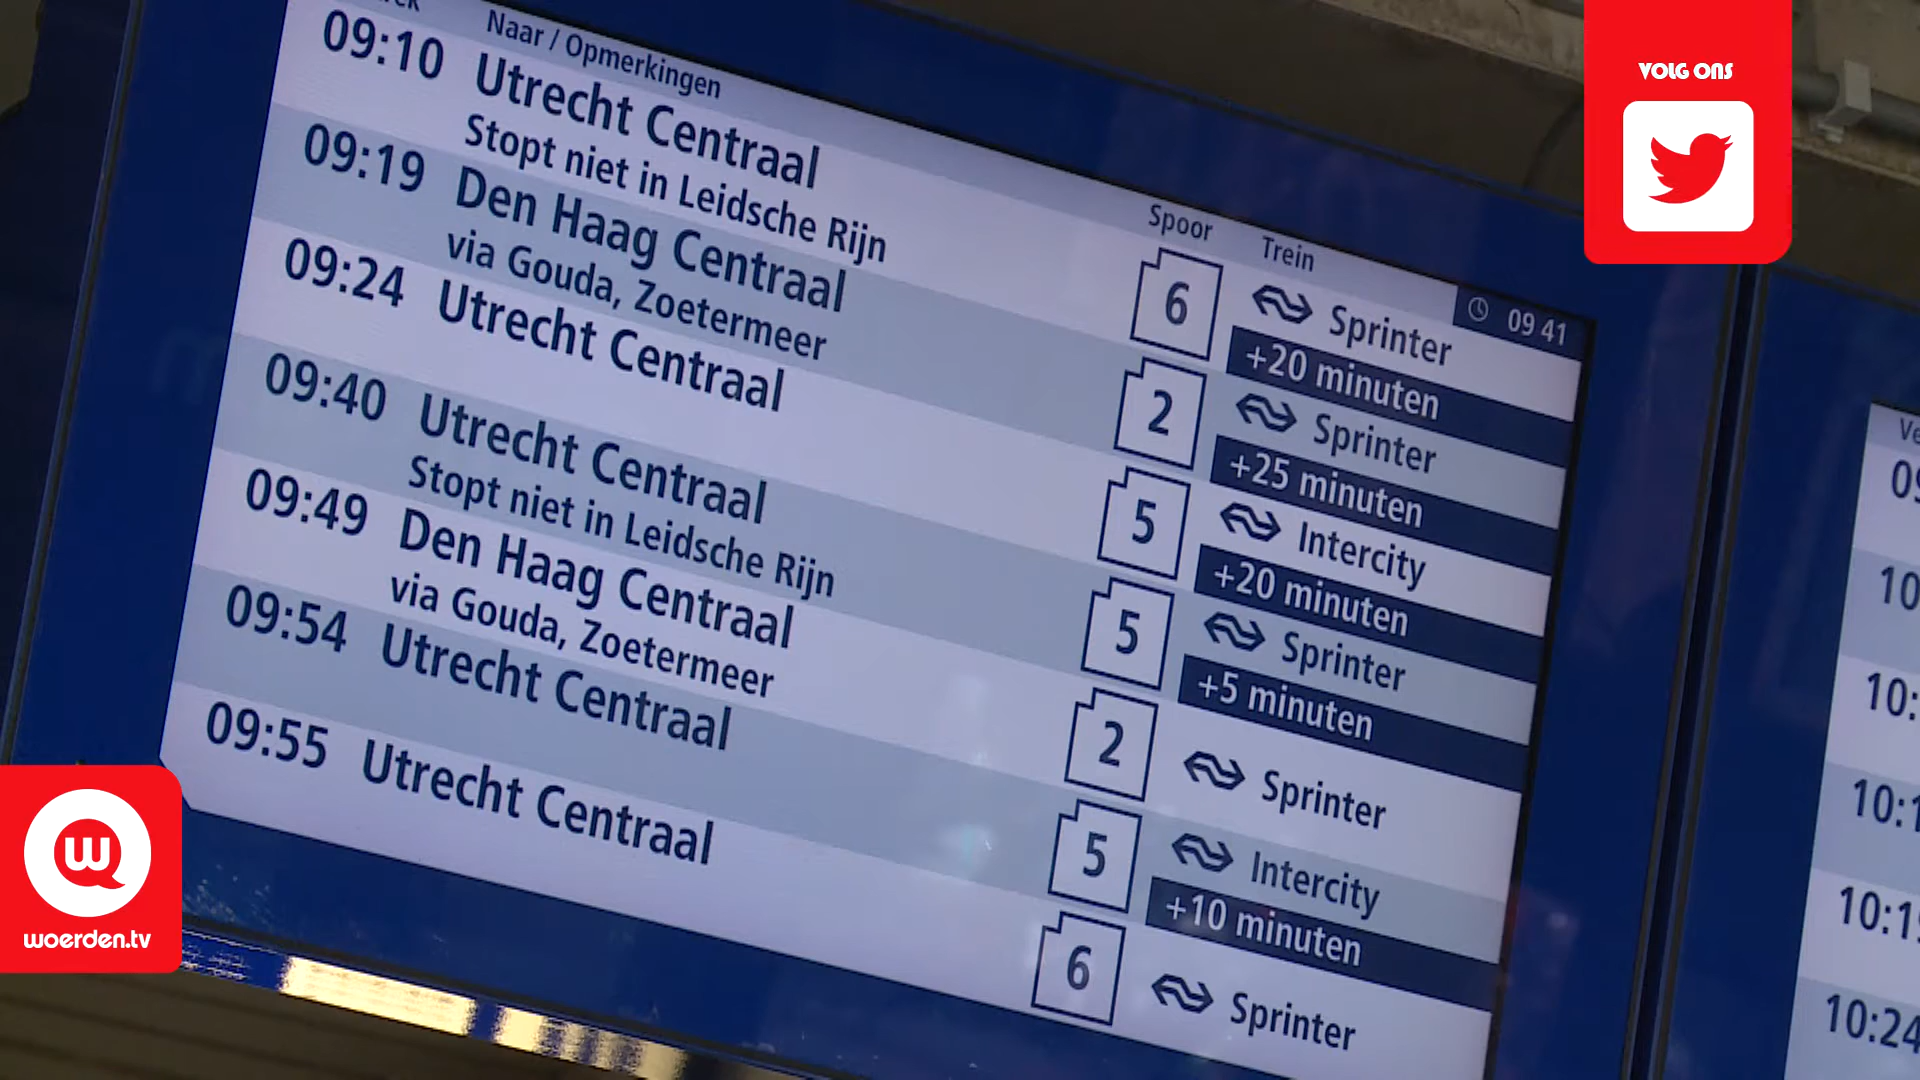 Naar / Opmerkingen
Spoor
Trein
09 41
09:10 Utrecht Centraal 6 Sprinter
Stopt niet in Leidsche Rijn +20 minuten
09:19 Den Haag Centraal 2 Sprinter
via Gouda, Zoetermeer +25 minuten
09:24 Utrecht Centraal 5 Intercity
+20 minuten
09:40 Utrecht Centraal 5 Sprinter
Stopt niet in Leidsche Rijn +5 minuten
09:49 Den Haag Centraal 2 Sprinter
via Gouda, Zoetermeer
09:54 Utrecht Centraal 5 Intercity
+10 minuten
09:55 Utrecht Centraal 6 Sprinter
10:24
VOLG ONS
w
woerden.tv